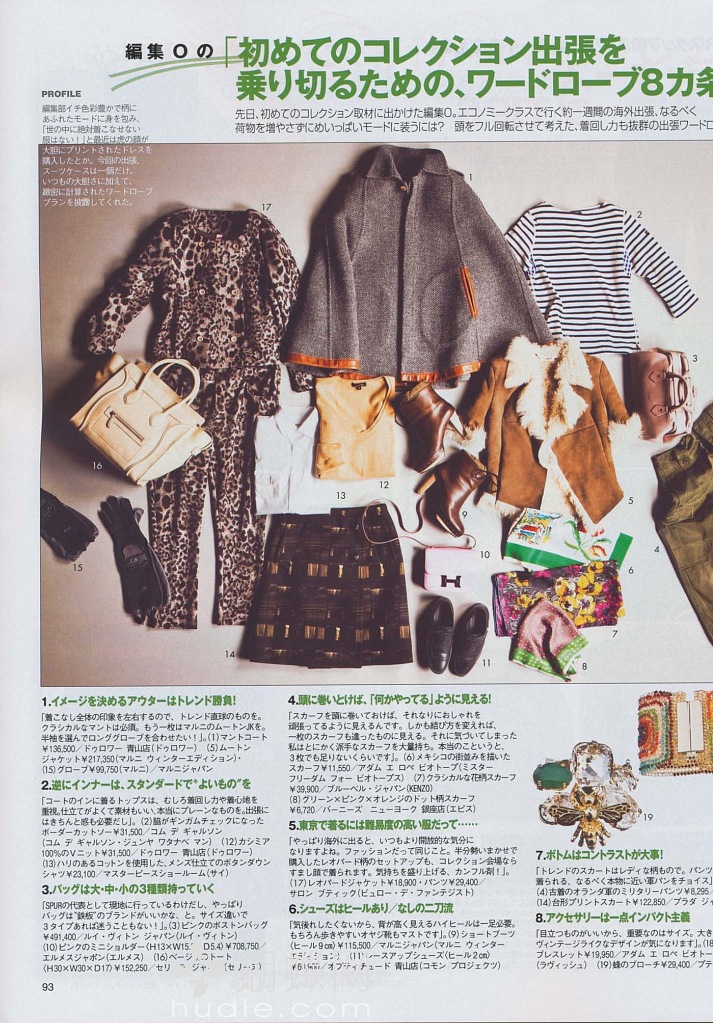 編集Oの「初めてのコレクション出張を
乗り切るための、ワードローブ8カ条
PROFILE
編集部イチ色彩豊かで柄に
あふれたモードに身を包み、
「世の中に絶対着こなせない
服はない！」と最近は虎の顔が
大胆にプリントされたドレスを
購入したとか。今回の出張、
スーツケースは一個だけ。
いつもの大胆さに加えて、
緻密に計算されたワードローブ
プランを披露してくれた。
先日、初めてのコレクション取材に出かけた編集O。エコノミークラスで行く約一週間の海外出張、なるべく
荷物を増やさずにめいっぱいモードに装うには？ 頭をフル回転させて考えた、着回し力も抜群の出張ワードロ
17
1
2
3
16
12
13
5
9
4
15
10
6
14
11
7
8
1.イメージを決めるアウターはトレンド勝負!
「着こなし全体の印象を左右するので、トレンド直球のものを。
クラシカルなマントは必須。もう一枚はマルニのムートンJKを。
半袖を選んでロンググローブを合わせたい!」。(1)マントコート
¥136,500／ドゥロワー 青山店(ドゥロワー) (5)ムートン
ジャケット¥217,350(マルニ ウィンターエディション)・
(15)グローブ¥99,750(マルニ)／マルニジャパン
2.逆にインナーは、スタンダードで“よいもの”を
「コートのインに着るトップスは、むしろ着回し力や着心地を
重視。仕立てがよくて素材もいい、本当にプレーンなものを。出張に
はきちんと感も必要だし」。(2)脇がギンガムチェックになった
ボーダーカットソー¥31,500／コム デ ギャルソン
(コム デ ギャルソン・ジュンヤ ワタナベ マン) (12)カシミア
100%のVニット¥31,500／ドゥロワー 青山店(ドゥロワー)
(13)ハリのあるコットンを使用した、メンズ仕立てのボタンダウン
シャツ¥23,100／マスターピースショールーム(サイ)
3.バッグは大・中・小の3種類持っていく
「SPURの代表として現地に行っているわけだし、やっぱり
バッグは“鉄板”のブランドがいいかな、と。サイズ違いで
3タイプあれば迷うこともない！」。(3)ピンクのボストンバッグ
¥491,400／ルイ・ヴィトン ジャパン(ルイ・ヴィトン)
(10)ピンクのミニショルダー〈H13×W15 D5.4〉¥708,750／
エルメスジャポン(エルメス) (16)ベージュ
〈H30×W30×D17〉¥152,250／セリ
93
4.頭に巻いとけば、「何かやってる」ように見える!
「スカーフを頭に巻いておけば、それなりにおしゃれを
頑張ってるように見えるんです。しかも結び方を変えれば、
一枚のスカーフも違ったものに見える。それに気づいてしまった
私はとにかく派手なスカーフを大量持ち。本当のこというと、
3枚でも足りないくらいです」。(6)メキシコの街並みを描いた
スカーフ¥11,550／アダム エ ロペ ビオトープ(ミスター
フリーダム フォー ビオトープス) (7)クラシカルな花柄スカーフ
¥39,900／ブルーベル・ジャパン(KENZO)
(8)グリーン×ピンク×オレンジのドット柄スカーフ
¥6,720／バーニーズ ニューヨーク 銀座店(エピス)
5.東京で着るには難易度の高い服だって……
「やっぱり海外に出ると、いつもより開放的な気分に
なりますよね。ファッションだって同じこと。半分勢いまかせで
購入したレオパード柄のセットアップも、コレクション会場なら
すまし顔で着られます。気持ちを盛り上げる、カンフル剤！」。
(17)レオパードジャケット¥18,900・パンツ¥29,400／
サロン ブティック(ピューロ・デ・ファンジスト)
6.シューズはヒールあり／なしの二刀流
「気後れしたくないから、背が高く見えるハイヒールは一足必要。
もちろん歩きやすいオヤジ靴もマストです」。(9)ショートブーツ
〈ヒール9cm〉¥115,500／マルニジャパン(マルニ ウィンター
エディション) (11)レースアップシューズ〈ヒール2cm〉
オプティチュード 青山店(コモン プロジェクツ)
19
7.ボトムはコントラストが大事!
「トレンドのスカートはレディな柄もので。パンツ
着られる、なるべく本物に近い軍パンをチョイス」
(4)古着のオランダ軍のミリタリーパンツ¥8,295
(14)台形プリントスカート¥122,850／プラダ ジャ
8.アクセサリーは一点インパクト主義
「目立つものがいいから、重要なのはサイズ。大き
ヴィンテージライクなデザインが気になります」。(18
ブレスレット¥19,950／アダム エ ロペ ビオトー
(ラヴィッシュ) (19)蜂のブローチ¥29,400／プテ
hudie.com